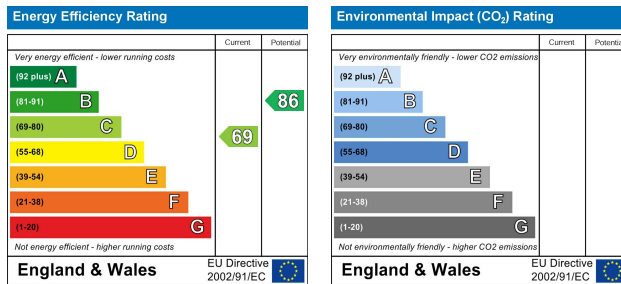 Energy Efficiency Rating
Current Potential
Very energy efficient - lower running costs
(92 plus) A
(81-91) B
86
(69-80) C
69
(55-68) D
(39-54) E
(21-38) F
(1-20) G
Not energy efficient - higher running costs
England & Wales
EU Directive
2002/91/EC
Environmental Impact (CO₂) Rating
Current Potentia
Very environmentally friendly - lower CO2 emissions
(92 plus) A
(81-91) B
(69-80) C
(55-68) D
(39-54) E
(21-38) F
(1-20) G
Not environmentally friendly - higher CO2 emissions
England & Wales
EU Directive
2002/91/EC